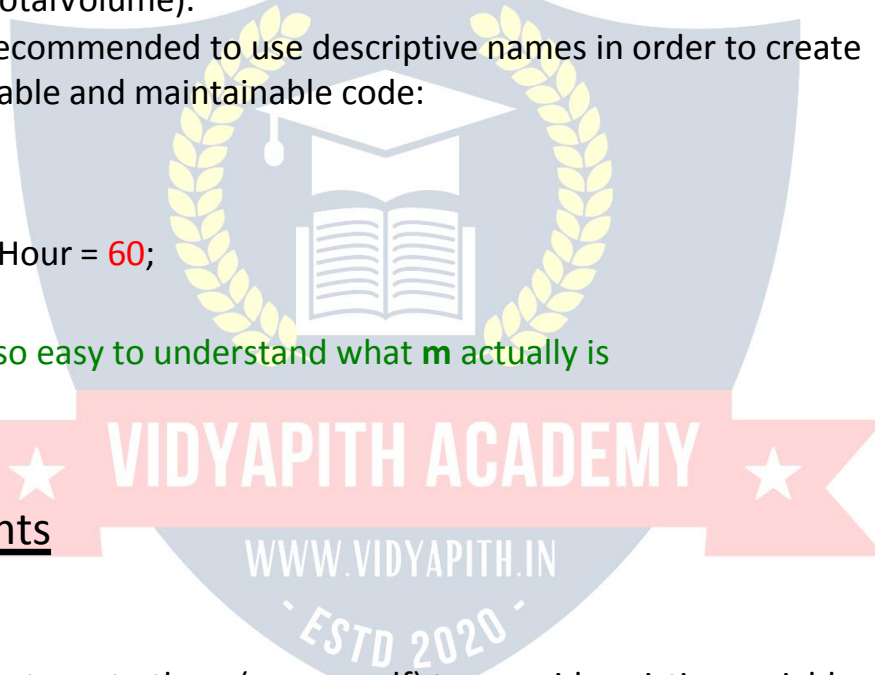 otalVolume).
ecommended to use descriptive names in order to create
able and maintainable code:
Hour = 60;
so easy to understand what m actually is
VIDYAPITH ACADEMY
nts
WWW.VIDYAPITH.IN
- ESTD 2020 -